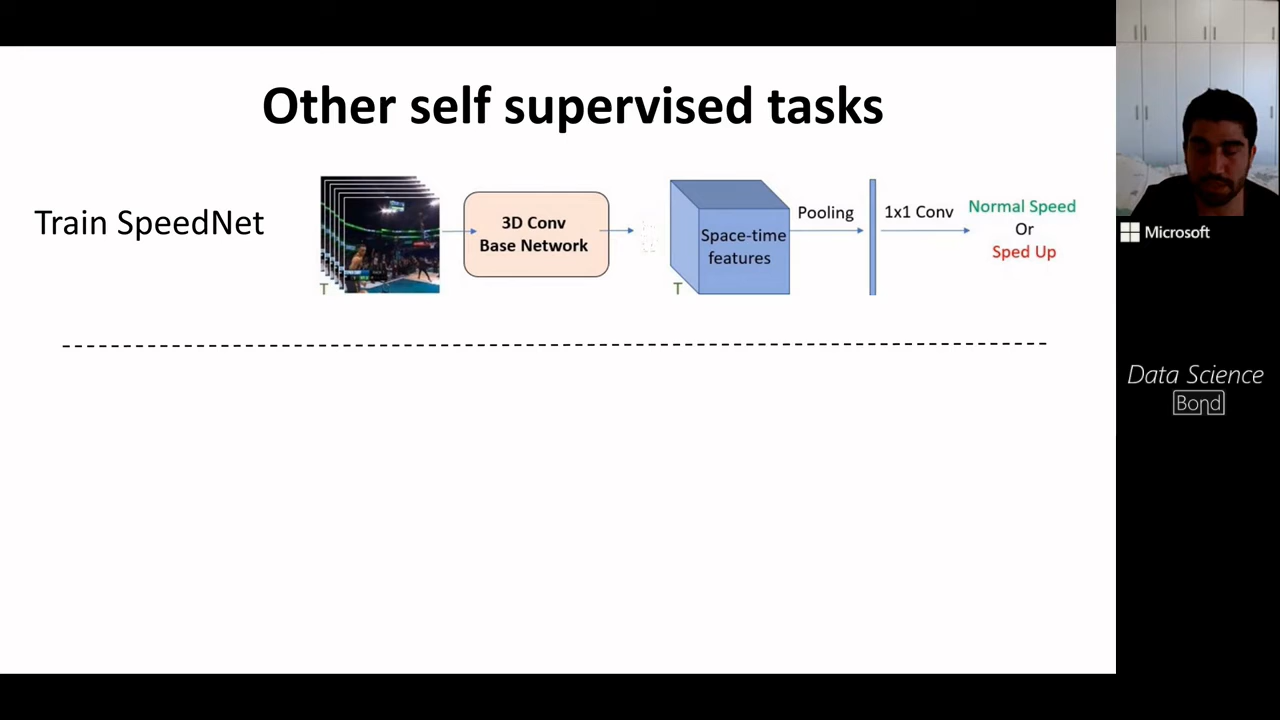 Other self supervised tasks
Train SpeedNet
T
3D Conv
Base Network
Space-time
features
T
Pooling
1x1 Conv
Normal Speed
Or
Sped Up
Microsoft
Data Science
Bond